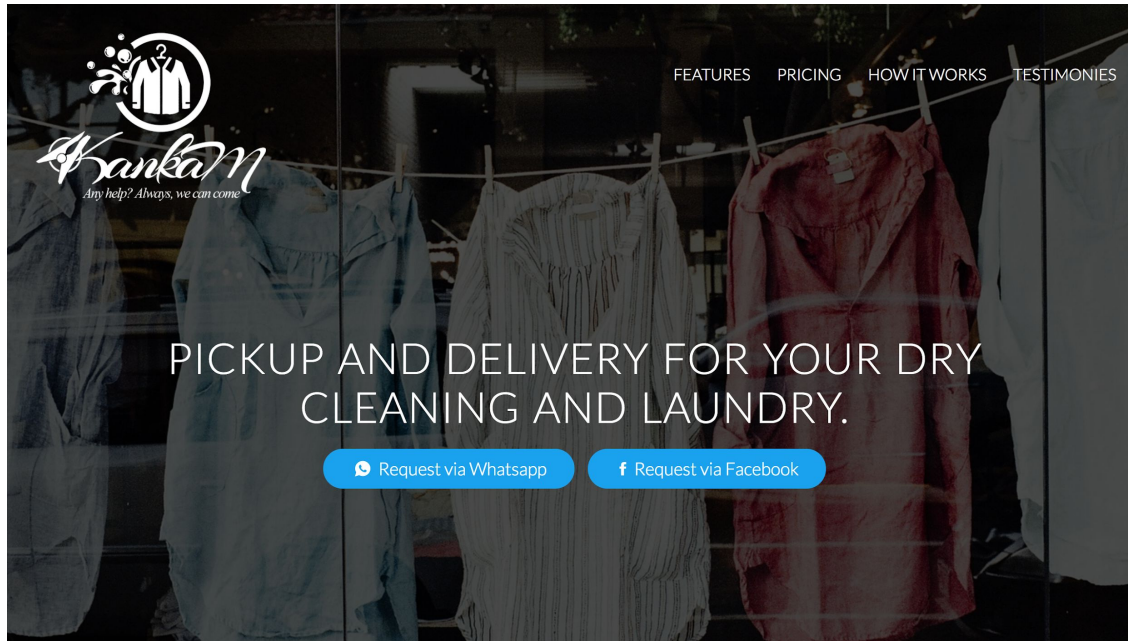 KankaM
Any help? Always, we can come
FEATURES PRICING HOW IT WORKS TESTIMONIES
PICKUP AND DELIVERY FOR YOUR DRY
CLEANING AND LAUNDRY.
Request via Whatsapp
Request via Facebook